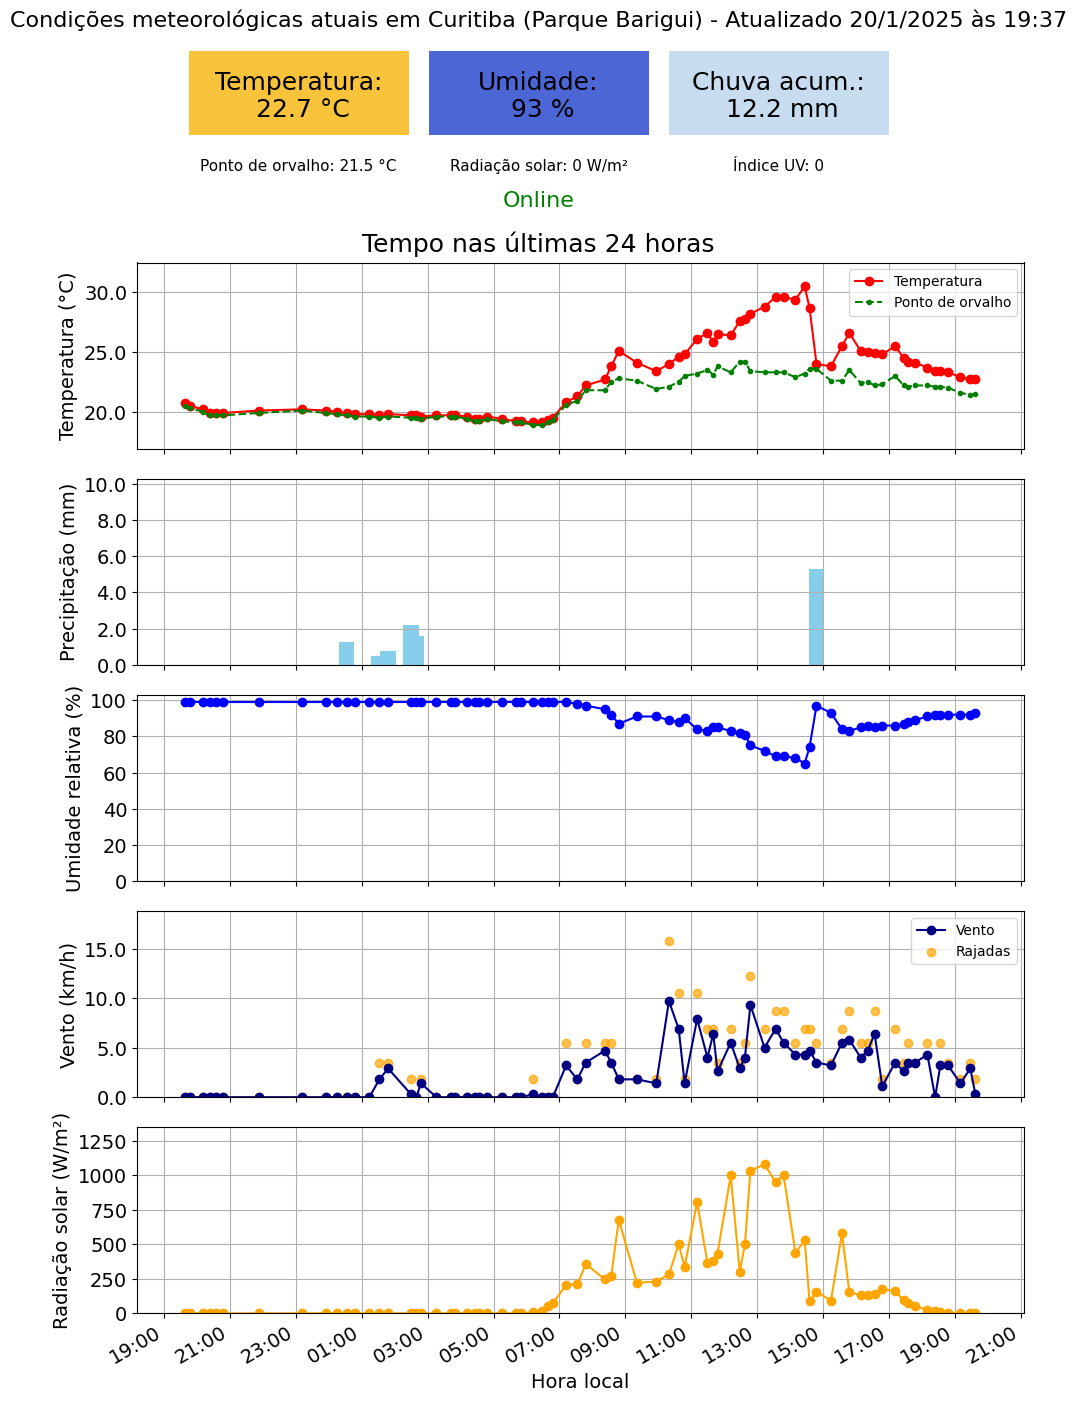 Condições meteorológicas atuais em Curitiba (Parque Barigui) - Atualizado 20/1/2025 às 19:37
Temperatura:
22.7 °C
Umidade:
93 %
Chuva acum.:
12.2 mm
Ponto de orvalho: 21.5 °C
Radiação solar: 0 W/m²
Índice UV: 0
Online
Tempo nas últimas 24 horas
Temperatura (°C)
30.0
25.0
20.0
Temperatura
Ponto de orvalho
Precipitação (mm)
10.0
8.0
6.0
4.0
2.0
0.0
Umidade relativa (%)
100
80
60
40
20
0
Vento (km/h)
15.0
10.0
5.0
0.0
Vento
Rajadas
Radiação solar (W/m²)
1250
1000
750
500
250
0
19:00
21:00
23:00
01:00
03:00
05:00
07:00
09:00
11:00
13:00
15:00
17:00
19:00
21:00
Hora local